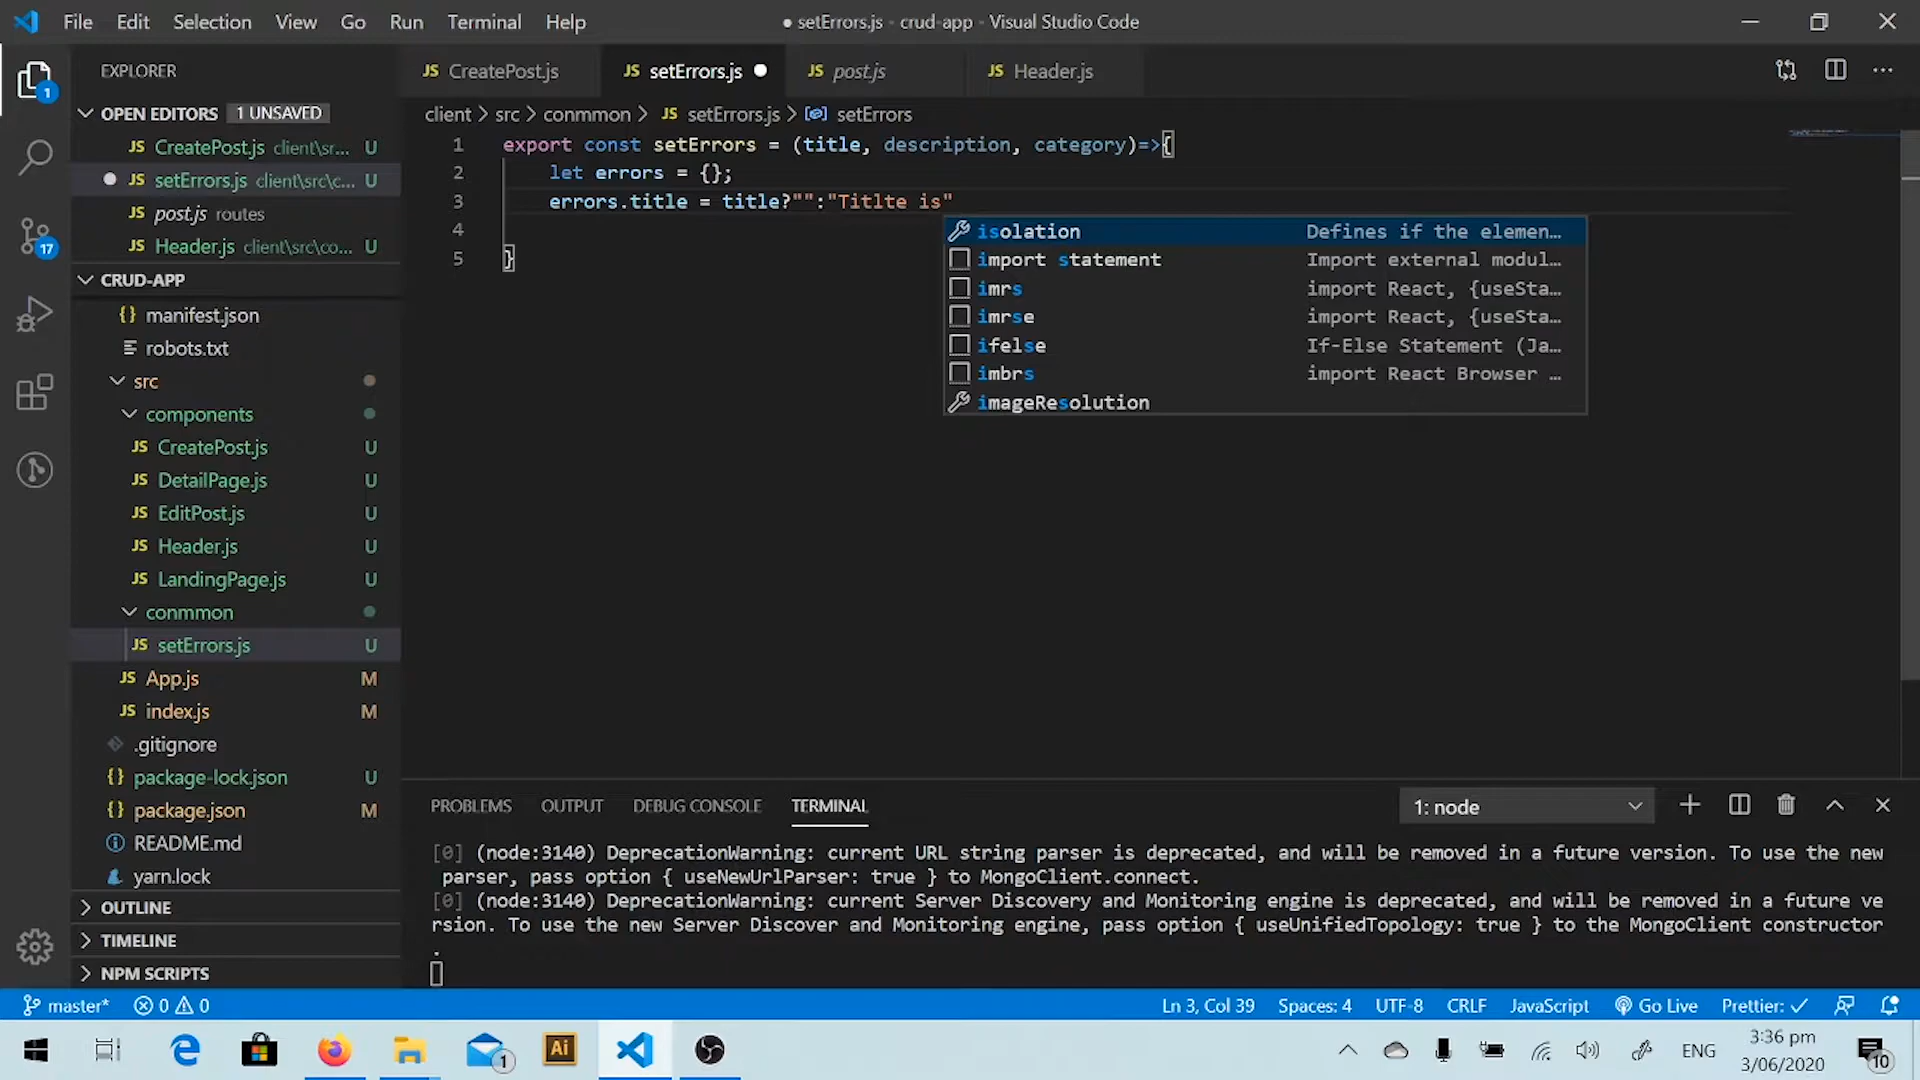 File Edit Selection View Go Run Terminal Help
● setErrors.js - crud-app - Visual Studio Code
EXPLORER
OPEN EDITORS 1 UNSAVED
JS CreatePost.js client\sr... U
JS setErrors.js client\src\c... U
JS post.js routes
JS Header.js client\src\co... U
CRUD-APP
{} manifest.json
robots.txt
src
components
JS CreatePost.js U
JS DetailPage.js U
JS EditPost.js U
JS Header.js U
JS LandingPage.js U
conmmon
JS setErrors.js U
JS App.js M
JS index.js M
.gitignore
{} package-lock.json U
{} package.json M
README.md
yarn.lock
OUTLINE
TIMELINE
NPM SCRIPTS
1
17
JS CreatePost.js JS setErrors.js JS post.js JS Header.js
client > src > conmmon > JS setErrors.js > setErrors
1 export const setErrors = (title, description, category)=>{
2 let errors = {};
3 errors.title = title?"":"Titlte is"
4
5 }
isolation Defines if the elemen…
import statement Import external modul…
imrs import React, {useSta…
imrse import React, {useSta…
ifelse If-Else Statement (Ja…
imbrs import React Browser …
imageResolution
PROBLEMS OUTPUT DEBUG CONSOLE TERMINAL
1: node
[0] (node:3140) DeprecationWarning: current URL string parser is deprecated, and will be removed in a future version. To use the new
parser, pass option { useNewUrlParser: true } to MongoClient.connect.
[0] (node:3140) DeprecationWarning: current Server Discovery and Monitoring engine is deprecated, and will be removed in a future ve
rsion. To use the new Server Discover and Monitoring engine, pass option { useUnifiedTopology: true } to the MongoClient constructor
.
master* 0 0
Ln 3, Col 39 Spaces: 4 UTF-8 CRLF JavaScript Go Live Prettier: ✓
1
Ai
ENG
3:36 pm
3/06/2020
10